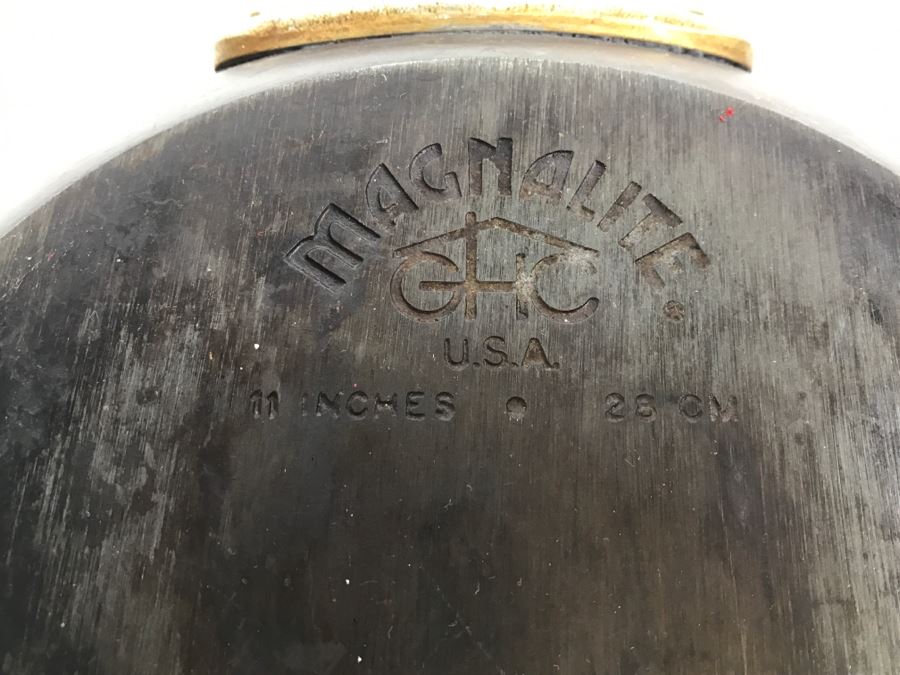 MAGNALITE®
GHC
U.S.A.
11 INCHES • 28 CM